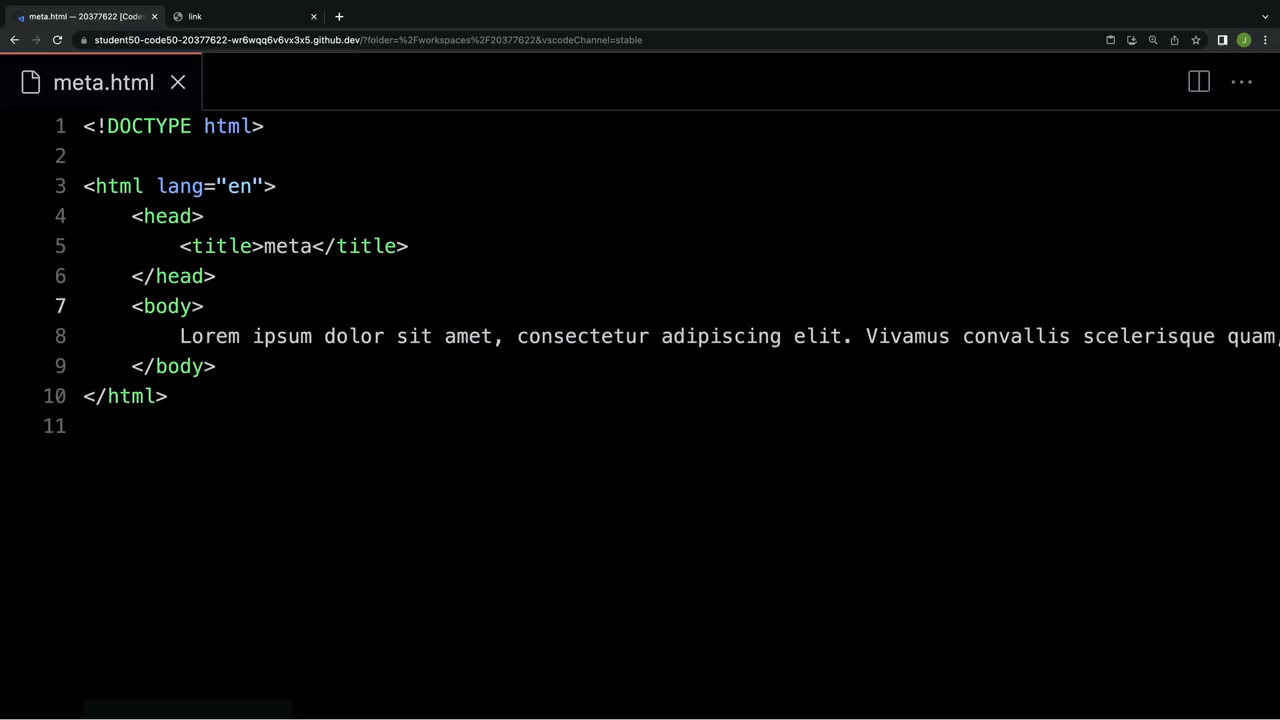 meta.html — 20377622 [Codes
link
student50-code50-20377622-wr6wqq6v6vx3x5.github.dev/?folder=%2Fworkspaces%2F20377622&vscodeChannel=stable
J
meta.html
1 <!DOCTYPE html>
2
3 <html lang="en">
4     <head>
5         <title>meta</title>
6     </head>
7     <body>
8         Lorem ipsum dolor sit amet, consectetur adipiscing elit. Vivamus convallis scelerisque quam,
9     </body>
10 </html>
11